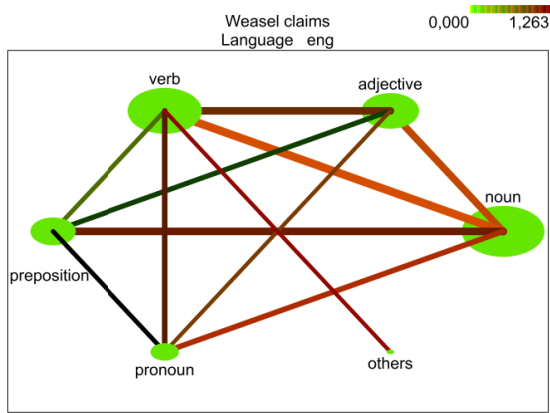 Weasel claims
Language eng
0,000 1,263
verb
adjective
noun
preposition
pronoun
others